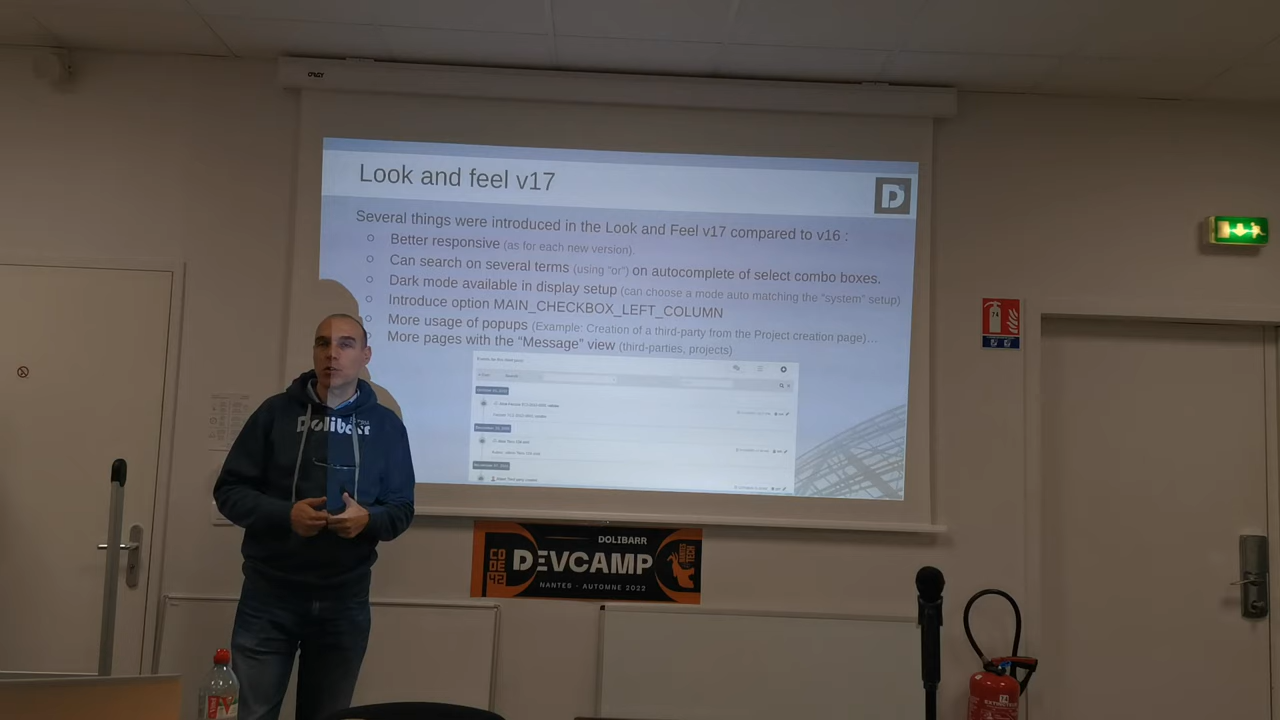 oray
Look and feel v17
D
Several things were introduced in the Look and Feel v17 compared to v16 :
Better responsive (as for each new version).
Can search on several terms (using "or") on autocomplete of select combo boxes.
Dark mode available in display setup (can choose a mode auto matching the "system" setup)
Introduce option MAIN_CHECKBOX_LEFT_COLUMN
More usage of popups (Example: Creation of a third-party from the Project creation page)...
More pages with the "Message" view (third-parties, projects)
Dolibarr
DOLIBARR
CO
DE
42
DEVCAMP
NANTES - AUTOMNE 2022